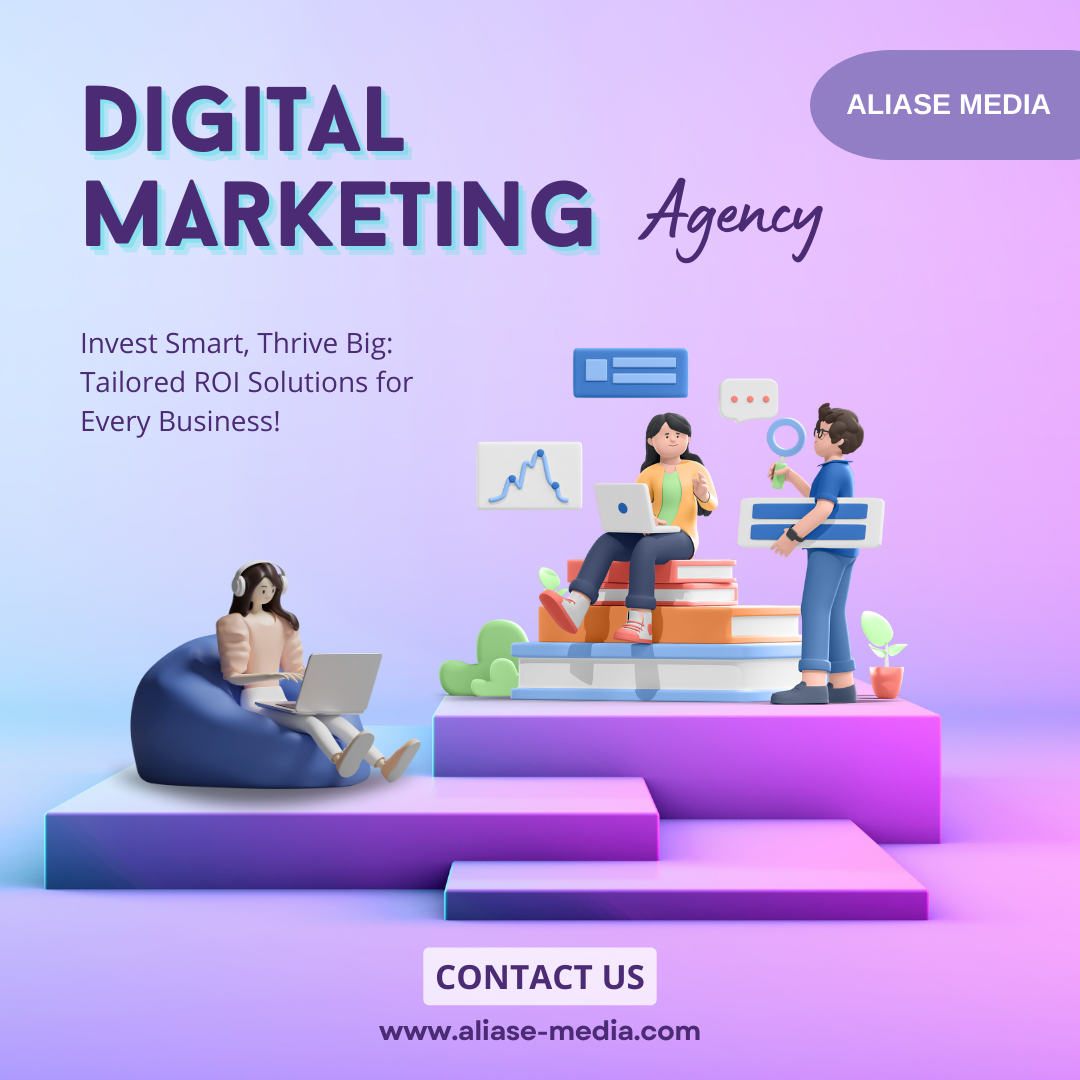 ALIASE MEDIA
DIGITAL
MARKETING Agency
Invest Smart, Thrive Big:
Tailored ROI Solutions for
Every Business!
CONTACT US
www.aliase-media.com